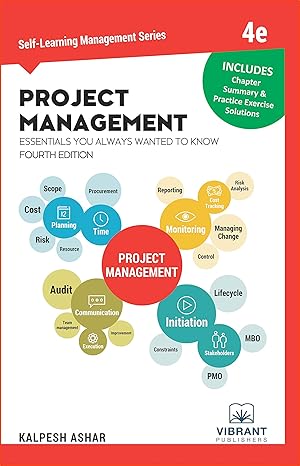 Self-Learning Management Series
4e
INCLUDES
Chapter
Summary &
Practice Exercise
Solutions
PROJECT
MANAGEMENT
ESSENTIALS YOU ALWAYS WANTED TO KNOW
FOURTH EDITION
Scope
Procurement
Cost
12
Planning
Time
Risk
Resource
Reporting
Risk
Analysis
Cost
Tracking
Monitoring
Managing
Change
Control
PROJECT
MANAGEMENT
Audit
Communication
Team
management
Improvement
Error
Lifecycle
Initiation
MBO
Constraints
Stakeholders
PMO
KALPESH ASHAR
VIBRANT
PUBLISHERS